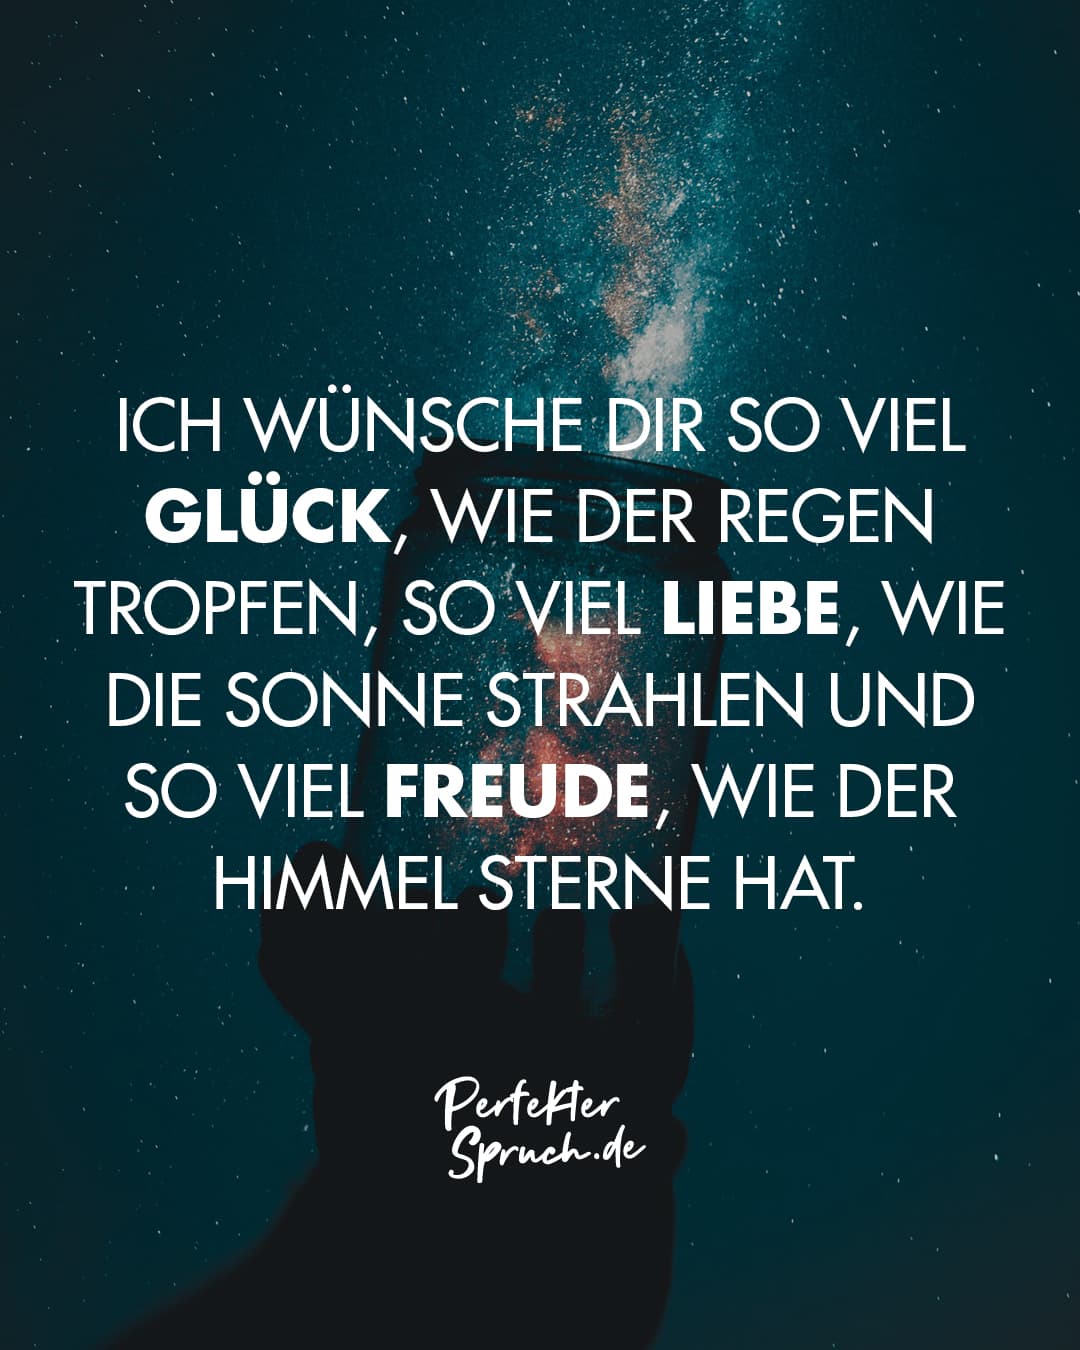 ICH WÜNSCHE DIR SO VIEL
GLÜCK, WIE DER REGEN
TROPFEN, SO VIEL LIEBE, WIE
DIE SONNE STRAHLEN UND
SO VIEL FREUDE, WIE DER
HIMMEL STERNE HAT.
Perfekter
Spruch.de